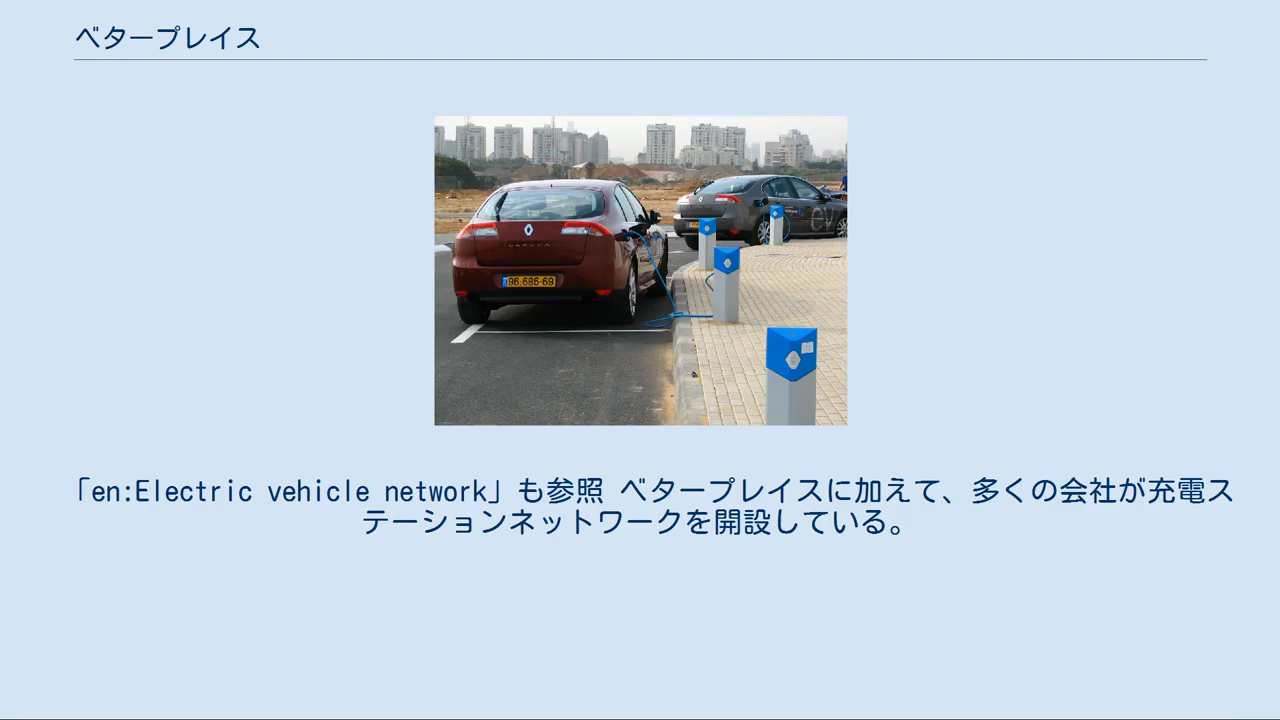 ベタープレイス
LAGUNA
96-686-69
EV
「en:Electric vehicle network」も参照 ベタープレイスに加えて、多くの会社が充電ス
テーションネットワークを開設している。